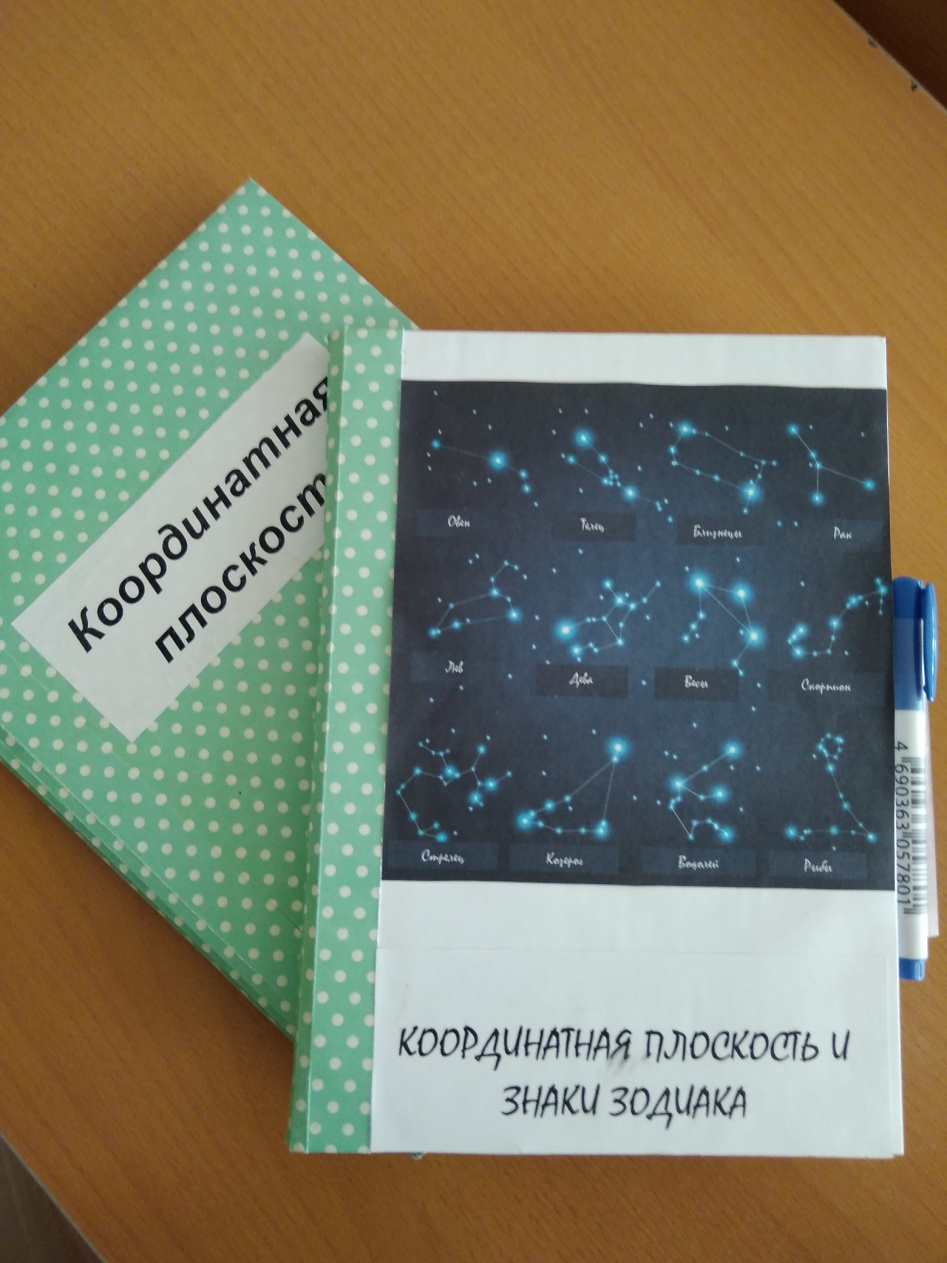 Координатная
плоскост
Овен
Телец
Близнецы
Рак
Лев
Дева
Весы
Скорпион
Стрелец
Козерог
Водолей
Рыбы
4 690363 057801
КООРДИНАТНАЯ ПЛОСКОСТЬ И
ЗНАКИ ЗОДИАКА